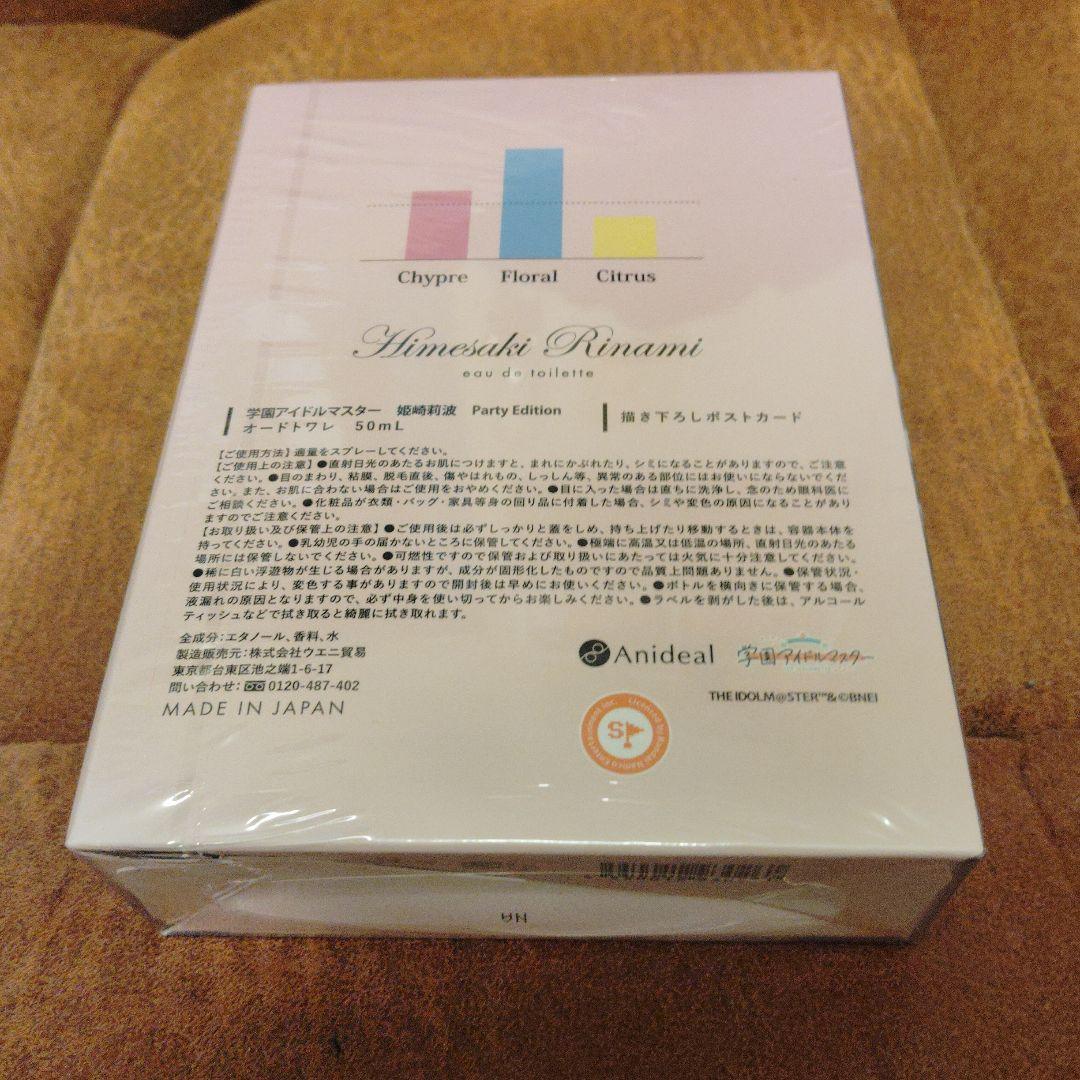 Chypre Floral Citrus
Himesaki Rinami
eau de toilette
学園アイドルマスター 姫崎莉波 Party Edition
オードトワレ 50mL
描き下ろしポストカード
【ご使用方法】適量をスプレーしてください。
【ご使用上の注意】●直射日光のあたるお肌につけますと、まれにかぶれたり、シミになることがありますので、ご注意
ください。●目のまわり、粘膜、脱毛直後、傷やはれもの、しっしん等、異常のある部位にはお使いにならないでくだ
さい。また、お肌に合わない場合はご使用をおやめください。●目に入った場合は直ちに洗浄し、念のため眼科医に
ご相談ください。●化粧品が衣類・バッグ・家具等身の回り品に付着した場合、シミや変色の原因になることがあり
ますのでご注意ください。
【お取り扱い及び保管上の注意】●ご使用後は必ずしっかりと蓋をしめ、持ち上げたり移動するときは、容器本体を
持ってください。●乳幼児の手の届かないところに保管してください。●極端に高温又は低温の場所、直射日光のあたる
場所には保管しないでください。●可燃性ですので保管および取り扱いにあたっては火気に十分注意してください。
●稀に白い浮遊物が生じる場合がありますが、成分が固形化したものですので品質上問題ありません。●保管状況・
使用状況により、変色する事がありますので開封後は早めにお使いください。●ボトルを横向きに保管する場合、
液漏れの原因となりますので、必ず中身を使い切ってからお楽しみください。●ラベルを剥がした後は、アルコール
ティッシュなどで拭き取ると綺麗に拭き取れます。
全成分：エタノール、香料、水
製造販売元：株式会社ウエニ貿易
東京都台東区池之端1-6-17
問い合わせ：0120-487-402
MADE IN JAPAN
Anideal
学園アイドルマスター
THE IDOLM@STER™& ©BNEI
Licensed by Bandai Namco Entertainment Inc.